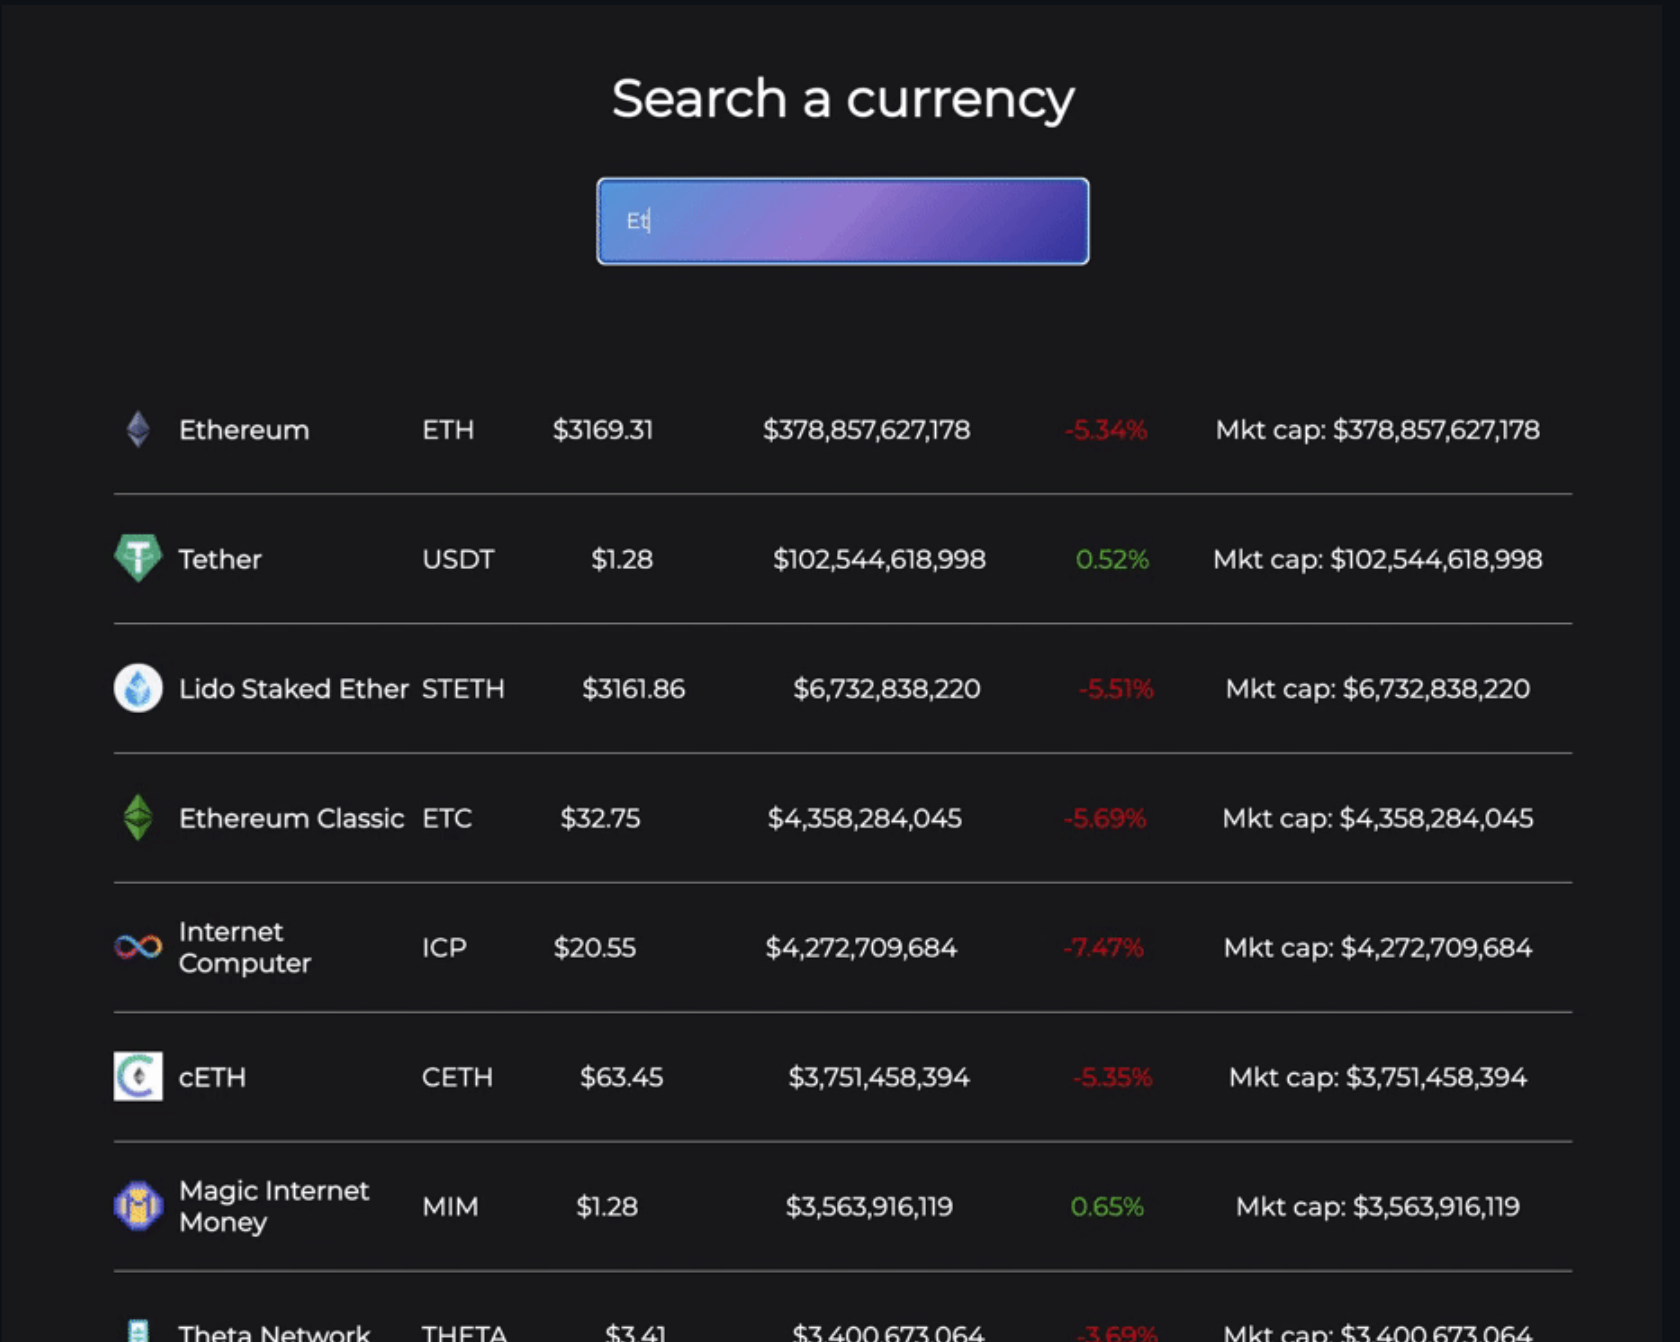 Search a currency
Et
Ethereum ETH $3169.31 $378,857,627,178 -5.34% Mkt cap: $378,857,627,178
Tether USDT $1.28 $102,544,618,998 0.52% Mkt cap: $102,544,618,998
Lido Staked Ether STETH $3161.86 $6,732,838,220 -5.51% Mkt cap: $6,732,838,220
Ethereum Classic ETC $32.75 $4,358,284,045 -5.69% Mkt cap: $4,358,284,045
Internet
Computer ICP $20.55 $4,272,709,684 -7.47% Mkt cap: $4,272,709,684
cETH CETH $63.45 $3,751,458,394 -5.35% Mkt cap: $3,751,458,394
Magic Internet
Money MIM $1.28 $3,563,916,119 0.65% Mkt cap: $3,563,916,119
Theta Network THETA $3.41 $3,400,673,064 -3.69% Mkt cap: $3,400,673,064